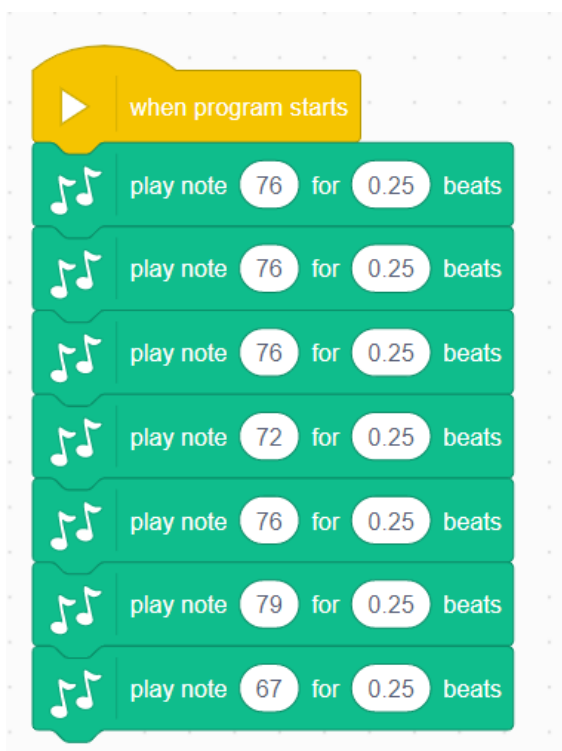 when program starts
play note 76 for 0.25 beats
play note 76 for 0.25 beats
play note 76 for 0.25 beats
play note 72 for 0.25 beats
play note 76 for 0.25 beats
play note 79 for 0.25 beats
play note 67 for 0.25 beats